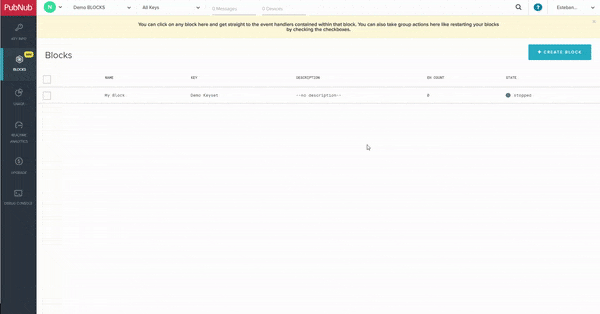 PubNub
N
Demo BLOCKS
All Keys
0 Messages
0 Devices
?
Esteban...
You can click on any block here and get straight to the event handlers contained within that block. You can also take group actions here like restarting your blocks
by checking the checkboxes.
KEY INFO
BLOCKS
Blocks
+ CREATE BLOCK
NAME KEY DESCRIPTION EH COUNT STATE
My Block Demo Keyset --no description-- 0 stopped
USAGE
REALTIME
ANALYTICS
UPGRADE
DEBUG CONSOLE